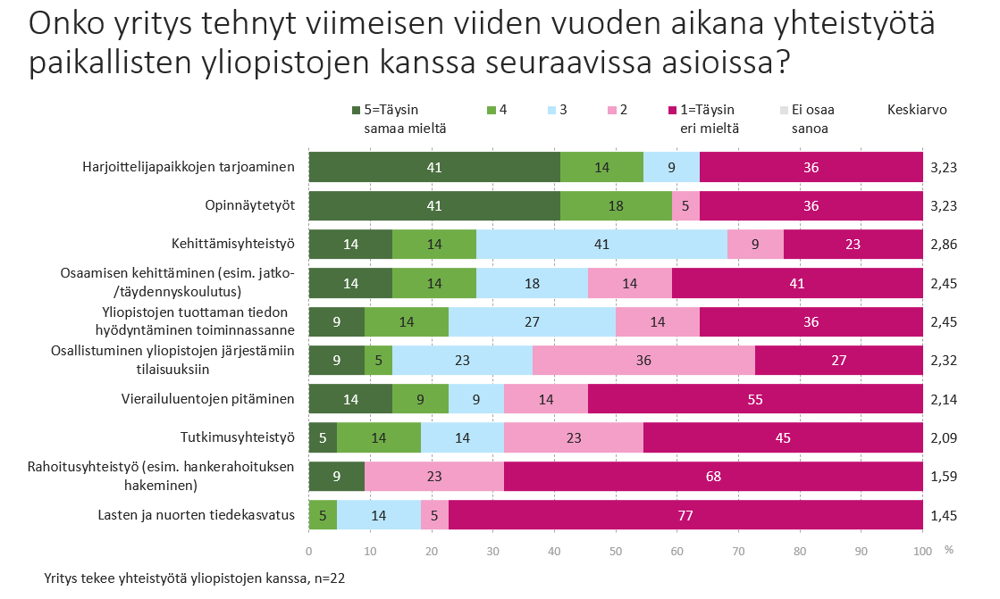 Onko yritys tehnyt viimeisen viiden vuoden aikana yhteistyötä
paikallisten yliopistojen kanssa seuraavissa asioissa?
5=Täysin
samaa mieltä
4
3
2
1=Täysin
eri mieltä
Ei osaa
sanoa
Keskiarvo
Harjoittelijapaikkojen tarjoaminen 41 14 9 36 3,23
Opinnäytetyöt 41 18 5 36 3,23
Kehittämisyhteistyö 14 14 41 9 23 2,86
Osaamisen kehittäminen (esim. jatko-
/täydennyskoulutus) 14 14 18 14 41 2,45
Yliopistojen tuottaman tiedon
hyödyntäminen toiminnassanne 9 14 27 14 36 2,45
Osallistuminen yliopistojen järjestämiin
tilaisuuksiin 9 5 23 36 27 2,32
Vierailuluentojen pitäminen 14 9 9 14 55 2,14
Tutkimusyhteistyö 5 14 14 23 45 2,09
Rahoitusyhteistyö (esim. hankerahoituksen
hakeminen) 9 23 68 1,59
Lasten ja nuorten tiedekasvatus 5 14 5 77 1,45
0 10 20 30 40 50 60 70 80 90 100 %
Yritys tekee yhteistyötä yliopistojen kanssa, n=22